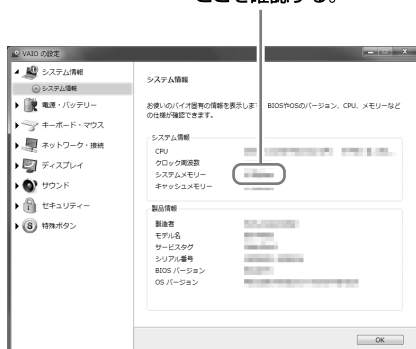 ここを確認する。
VAIO の設定
システム情報
システム情報
電源・バッテリー
キーボード・マウス
ネットワーク・接続
ディスプレイ
サウンド
セキュリティー
S 特殊ボタン
システム情報
お使いのバイオ固有の情報を表示しま BIOSやOSのバージョン、CPU、メモリーなど
の仕様が確認できます。
システム情報
CPU
クロック周波数
システムメモリー
キャッシュメモリー
製品情報
製造者
モデル名
サービスタグ
シリアル番号
BIOS バージョン
OS バージョン
OK